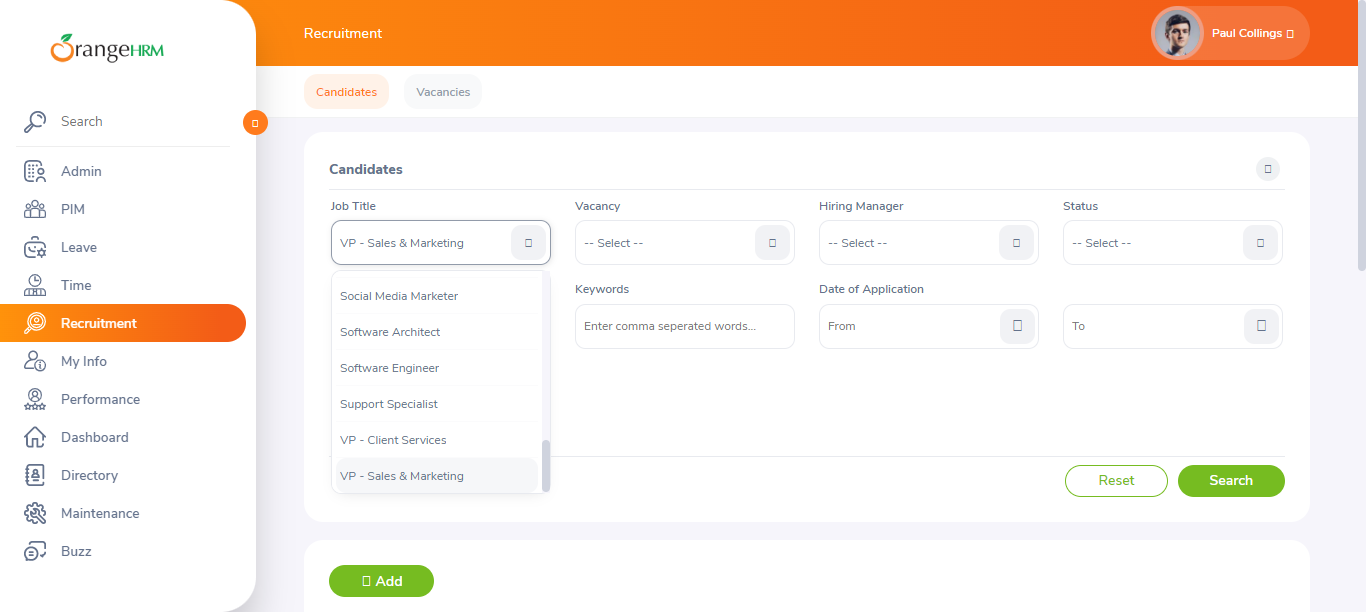 OrangeHRM
Recruitment
Paul Collings
Candidates
Vacancies
Search
Admin
PIM
Leave
Time
Recruitment
My Info
Performance
Dashboard
Directory
Maintenance
Buzz
Candidates
Job Title
Vacancy
Hiring Manager
Status
VP - Sales & Marketing
-- Select --
-- Select --
-- Select --
Social Media Marketer
Software Architect
Software Engineer
Support Specialist
VP - Client Services
VP - Sales & Marketing
Keywords
Date of Application
Enter comma seperated words...
From
To
Reset
Search
Add